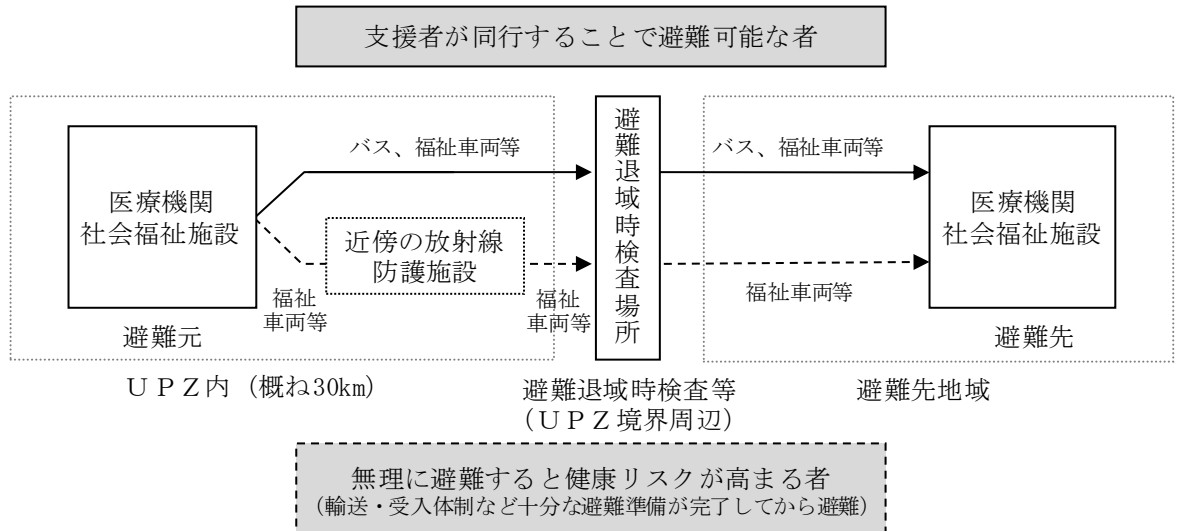 支援者が同行することで避難可能な者
医療機関
社会福祉施設
避難元
バス、福祉車両等
近傍の放射線
防護施設
福祉
車両等
福祉
車両等
避難退域時検査場所
バス、福祉車両等
福祉車両等
医療機関
社会福祉施設
避難先
ＵＰＺ内（概ね30km）
避難退域時検査等
（ＵＰＺ境界周辺）
避難先地域
無理に避難すると健康リスクが高まる者
（輸送・受入体制など十分な避難準備が完了してから避難）